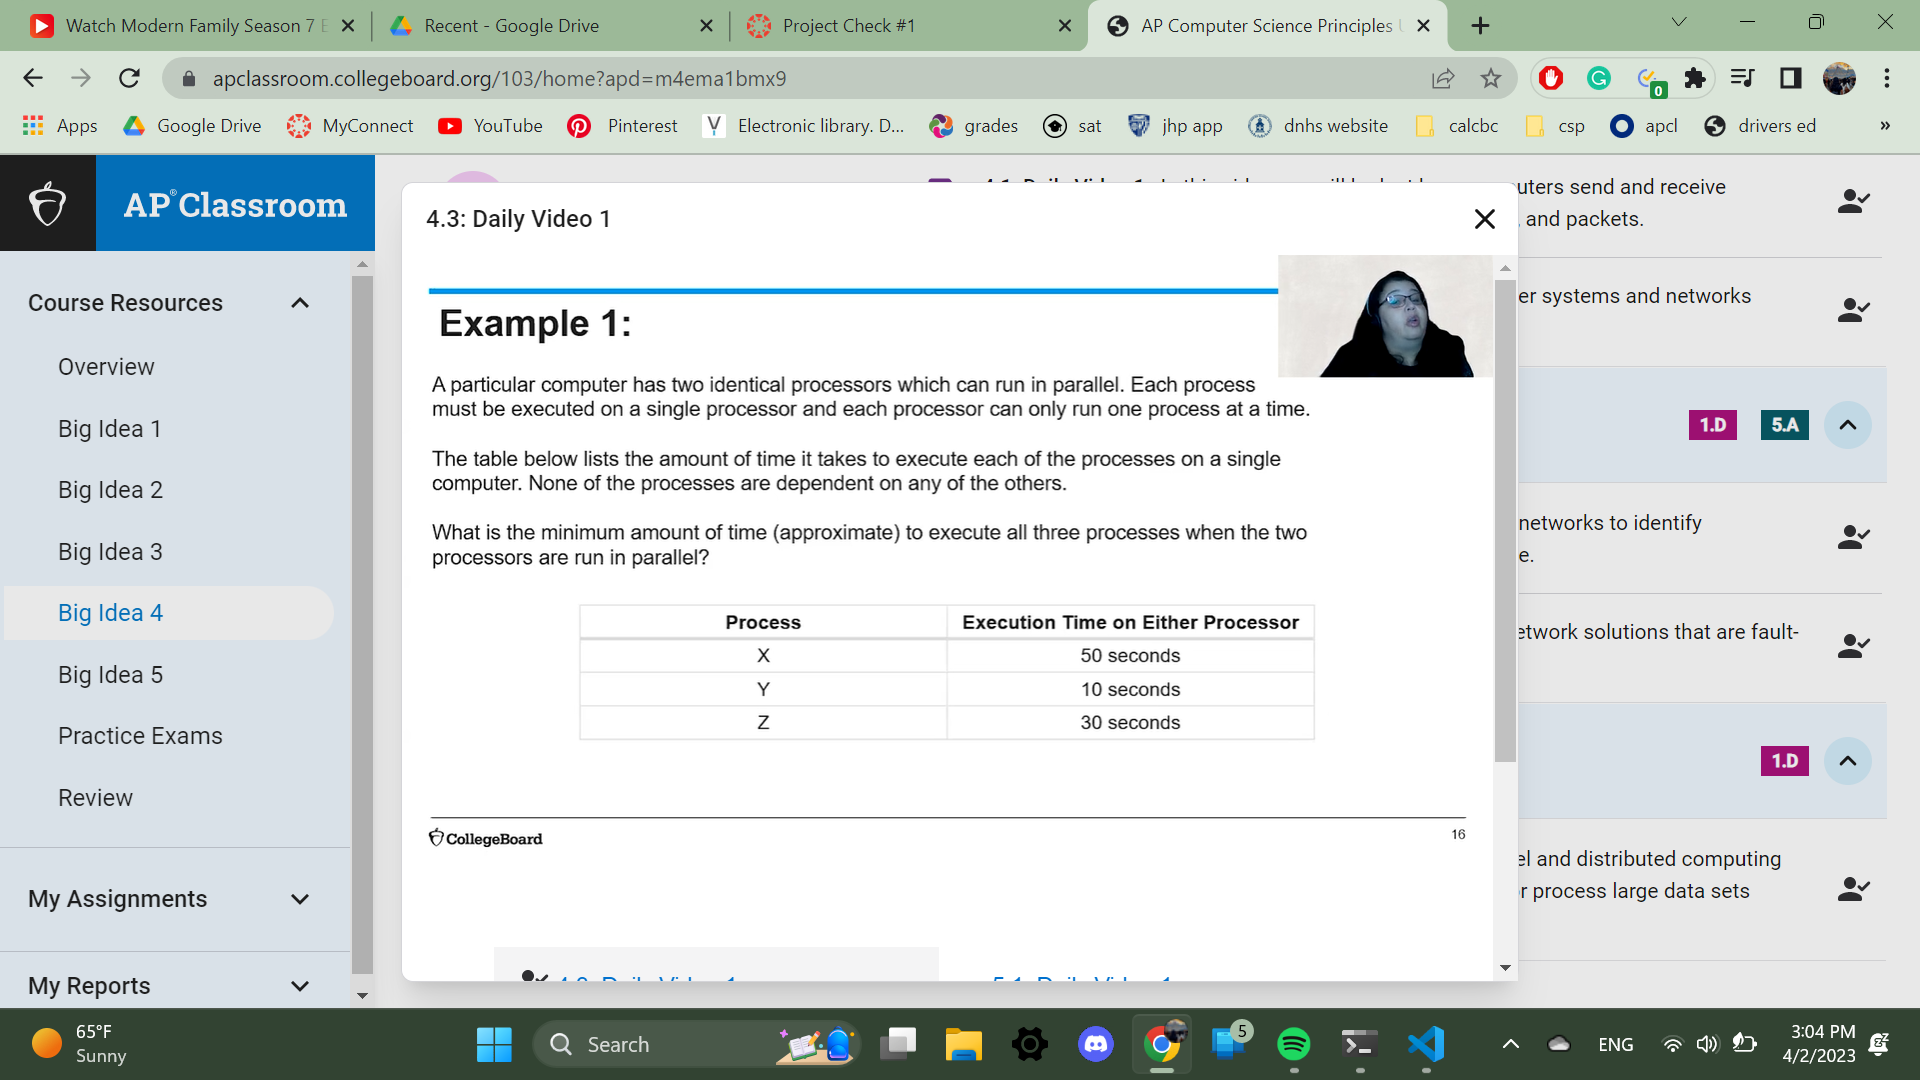 Watch Modern Family Season 7 E
Recent - Google Drive
Project Check #1
AP Computer Science Principles
apclassroom.collegeboard.org/103/home?apd=m4ema1bmx9
0
Apps
Google Drive
MyConnect
YouTube
Pinterest
Electronic library. D...
grades
sat
jhp app
dnhs website
calcbc
csp
apcl
drivers ed
»
AP® Classroom
Course Resources
Overview
Big Idea 1
Big Idea 2
Big Idea 3
Big Idea 4
Big Idea 5
Practice Exams
Review
My Assignments
My Reports
4.3: Daily Video 1
Example 1:
A particular computer has two identical processors which can run in parallel. Each process
must be executed on a single processor and each processor can only run one process at a time.
The table below lists the amount of time it takes to execute each of the processes on a single
computer. None of the processes are dependent on any of the others.
What is the minimum amount of time (approximate) to execute all three processes when the two
processors are run in parallel?
Process Execution Time on Either Processor
X 50 seconds
Y 10 seconds
Z 30 seconds
CollegeBoard
16
5.1: Daily Video 1
uters send and receive
, and packets.
er systems and networks
1.D 5.A
networks to identify
e.
etwork solutions that are fault-
1.D
el and distributed computing
r process large data sets
65°F
Sunny
Search
5
ENG
3:04 PM
4/2/2023